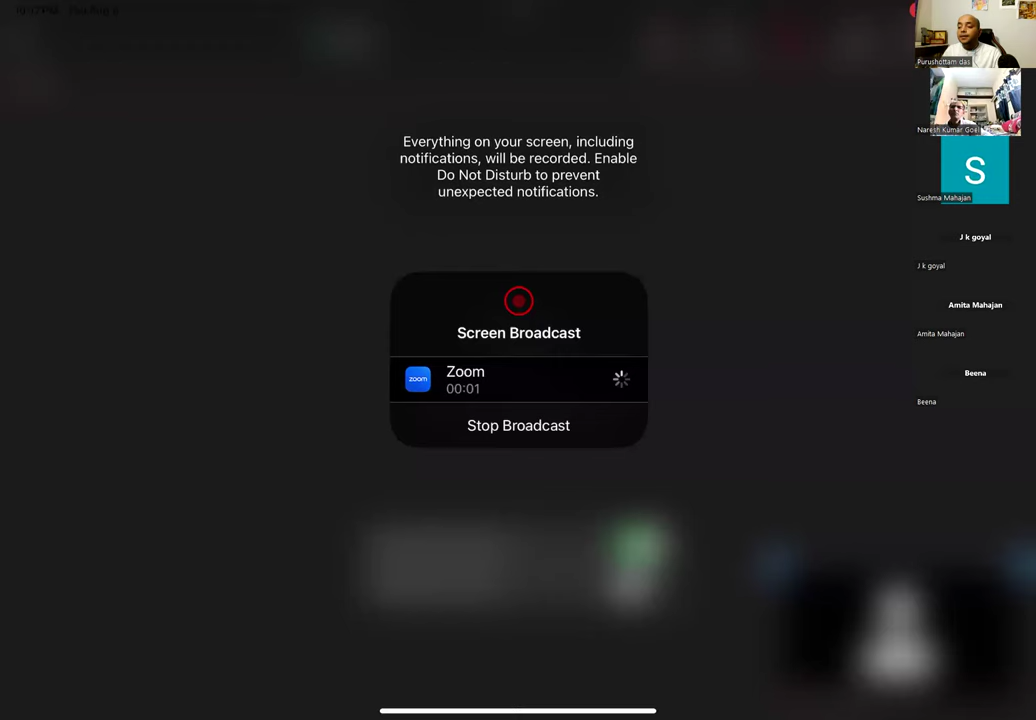 Purushottam das
Everything on your screen, including
notifications, will be recorded. Enable
Do Not Disturb to prevent
unexpected notifications.
Naresh Kumar Goel
S
Sushma Mahajan
J k goyal
J k goyal
Screen Broadcast
Amita Mahajan
Amita Mahajan
zoom
Zoom
00:01
Beena
Beena
Stop Broadcast